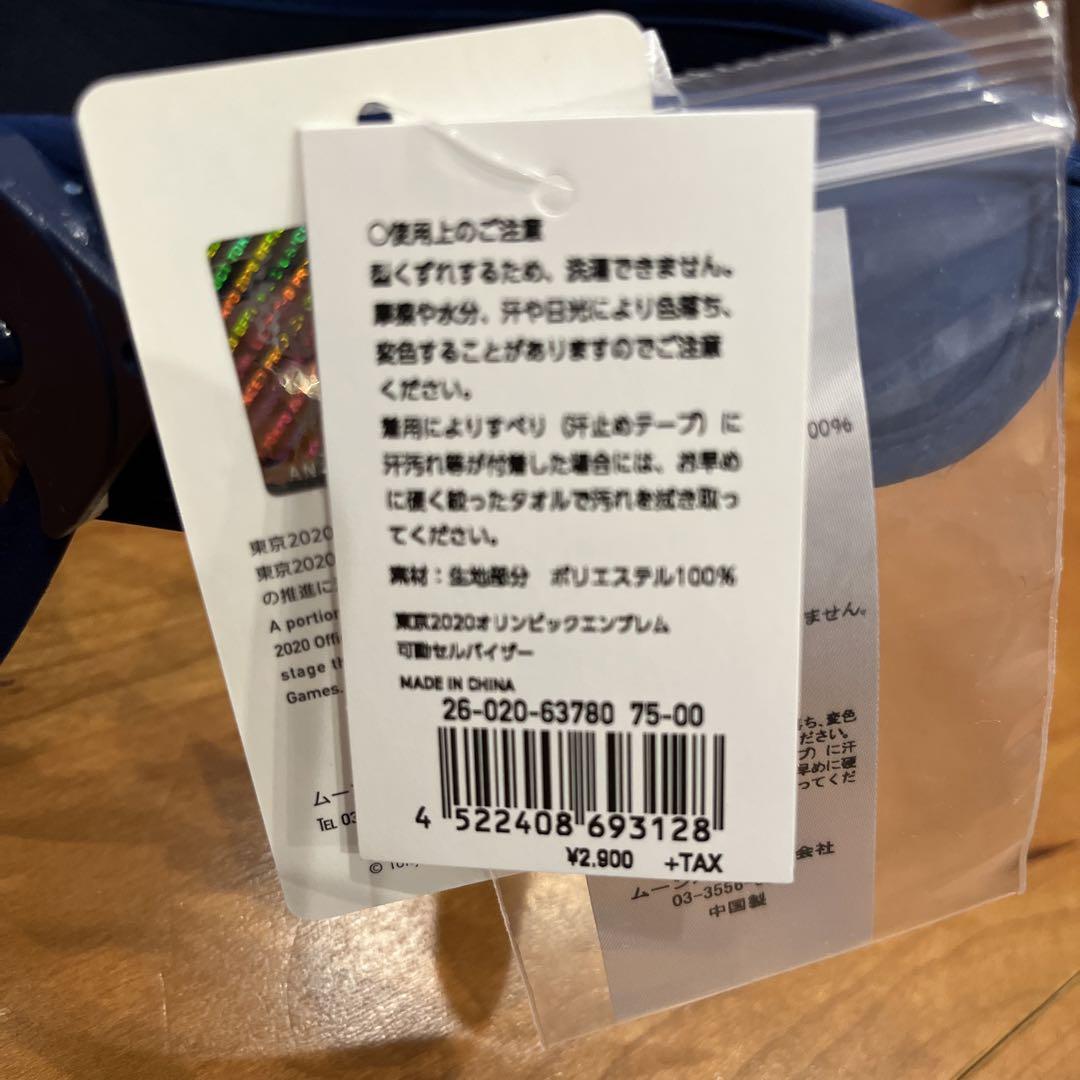 ○使用上のご注意
型くずれするため、洗濯できません。
摩擦や水分、汗や日光により色落ち、
変色することがありますのでご注意
ください。
着用によりすべり（汗止めテープ）に
汗汚れ等が付着した場合には、お早め
に硬く絞ったタオルで汚れを拭き取っ
てください。
素材：生地部分　ポリエステル100%
東京2020オリンピックエンブレム
可動セルバイザー
MADE IN CHINA
26-020-63780 75-00
4 522408 693128
¥2,900 +TAX
東京2020
東京2020
の推進に
A portion
2020 Offi
stage th
Games.
ムー
TEL 03
©
00%
ません。
ち、変色
ださい。
プ）に汗
早めに硬
ってくだ
会社
ムーン
03-3556
中国製